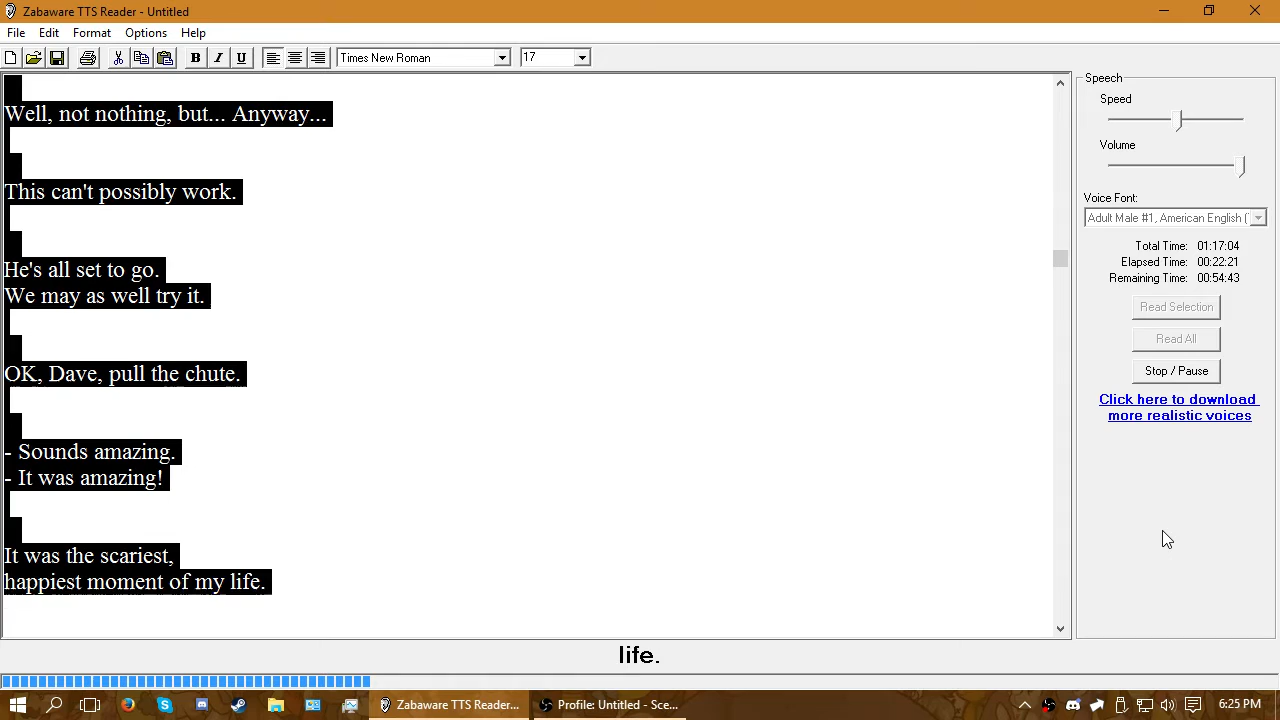 Zabaware TTS Reader - Untitled
File Edit Format Options Help
B I U Times New Roman 17
Well, not nothing, but... Anyway...
This can't possibly work.
He's all set to go.
We may as well try it.
OK, Dave, pull the chute.
- Sounds amazing.
- It was amazing!
It was the scariest,
happiest moment of my life.
Speech
Speed
Volume
Voice Font:
Adult Male #1, American English (
Total Time: 01:17:04
Elapsed Time: 00:22:21
Remaining Time: 00:54:43
Read Selection
Read All
Stop / Pause
Click here to download
more realistic voices
life.
Zabaware TTS Reader... Profile: Untitled - Sce... 6:25 PM